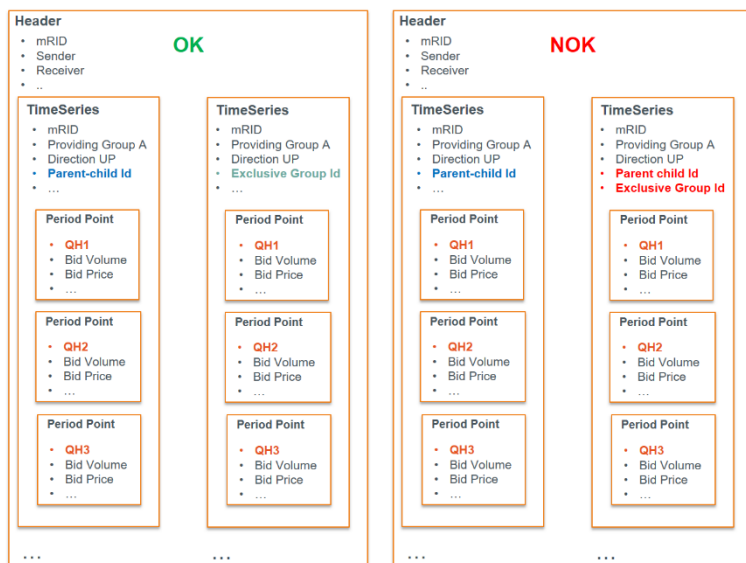 Header
OK
• mRID
• Sender
• Receiver
• ..
TimeSeries
• mRID
• Providing Group A
• Direction UP
• Parent-child Id
• …
Period Point
• QH1
• Bid Volume
• Bid Price
• …
Period Point
• QH2
• Bid Volume
• Bid Price
• …
Period Point
• QH3
• Bid Volume
• Bid Price
• …
…
TimeSeries
• mRID
• Providing Group A
• Direction UP
• Exclusive Group Id
• …
Period Point
• QH1
• Bid Volume
• Bid Price
• …
Period Point
• QH2
• Bid Volume
• Bid Price
• …
Period Point
• QH3
• Bid Volume
• Bid Price
• …
…
Header
NOK
• mRID
• Sender
• Receiver
• ..
TimeSeries
• mRID
• Providing Group A
• Direction UP
• Parent-child Id
• …
Period Point
• QH1
• Bid Volume
• Bid Price
• …
Period Point
• QH2
• Bid Volume
• Bid Price
• …
Period Point
• QH3
• Bid Volume
• Bid Price
• …
…
TimeSeries
• mRID
• Providing Group A
• Direction UP
• Parent child Id
• Exclusive Group Id
Period Point
• QH1
• Bid Volume
• Bid Price
• …
Period Point
• QH2
• Bid Volume
• Bid Price
• …
Period Point
• QH3
• Bid Volume
• Bid Price
• …
…